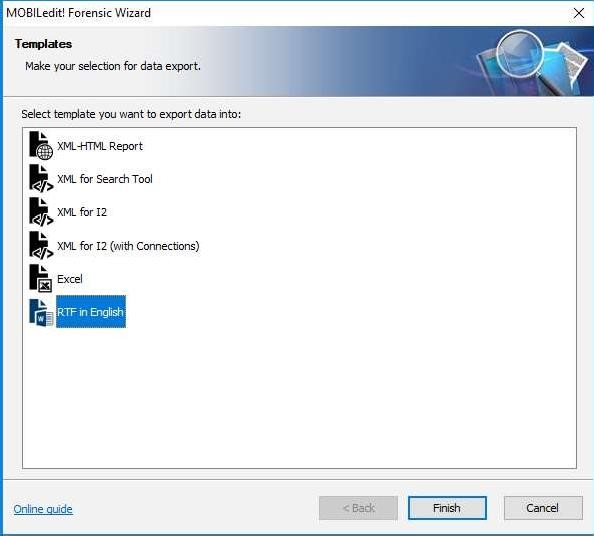 MOBILedit! Forensic Wizard
Templates
Make your selection for data export.
Select template you want to export data into:
XML-HTML Report
XML for Search Tool
XML for I2
XML for I2 (with Connections)
Excel
RTF in English
Online guide
< Back
Finish
Cancel